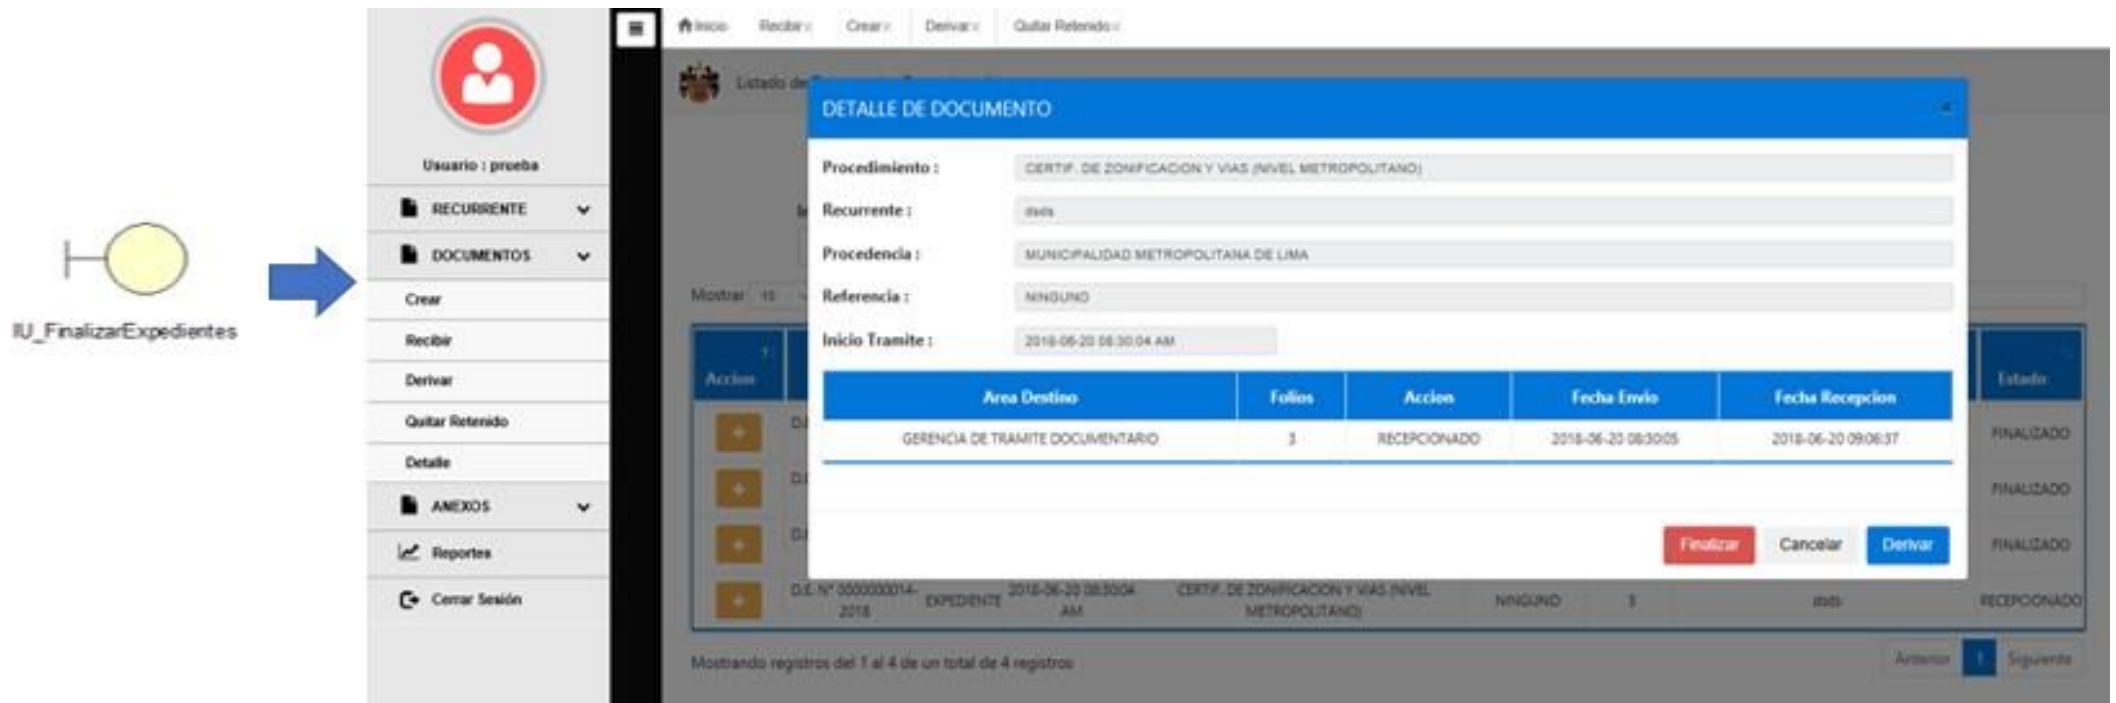 IU_FinalizarExpedientes
Usuario : prueba
RECURRENTE
DOCUMENTOS
Crear
Recibir
Derivar
Quitar Retenido
Detalle
ANEXOS
Reportes
Cerrar Sesión
Inicio Recibir Crear Derivar Quitar Retenido
Listado de
DETALLE DE DOCUMENTO
Procedimiento : CERTIF. DE ZONIFICACION Y VIAS (NIVEL METROPOLITANO)
Recurrente :
Procedencia : MUNICIPALIDAD METROPOLITANA DE LIMA
Referencia : NINGUNO
Inicio Tramite : 2018-06-20 08:30:04 AM
Area Destino Folios Accion Fecha Envio Fecha Recepcion
GERENCIA DE TRAMITE DOCUMENTARIO 3 RECEPCIONADO 2018-06-20 08:30:05 2018-06-20 09:06:37
Finalizar Cancelar Derivar
Mostrar 10
Accion Estado
FINALIZADO
FINALIZADO
FINALIZADO
D.E. N° 0000000014-2018 EXPEDIENTE 2018-06-20 08:30:04 AM CERTIF. DE ZONIFICACION Y VIAS (NIVEL METROPOLITANO) NINGUNO 3 RECEPCIONADO
Mostrando registros del 1 al 4 de un total de 4 registros
Anterior 1 Siguiente